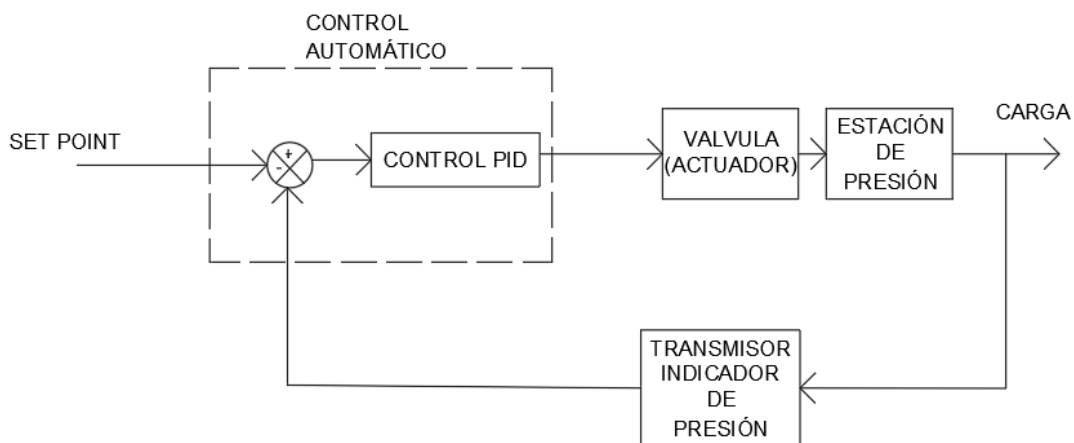 CONTROL
AUTOMÁTICO
SET POINT
+
-
CONTROL PID
VALVULA
(ACTUADOR)
ESTACIÓN
DE
PRESIÓN
CARGA
TRANSMISOR
INDICADOR
DE
PRESIÓN